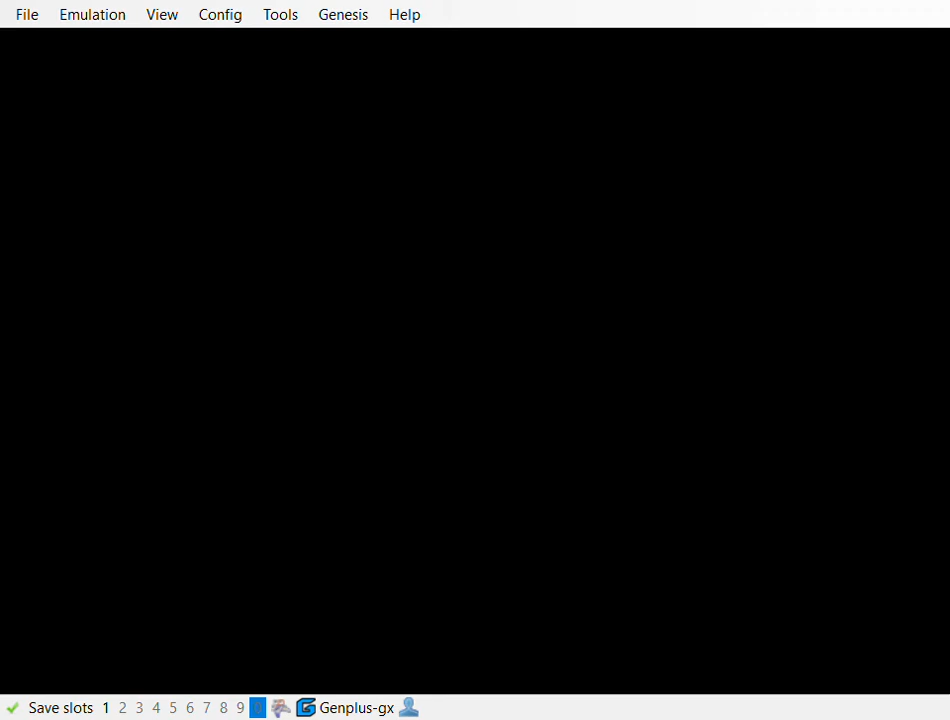 File Emulation View Config Tools Genesis Help
Save slots 1 2 3 4 5 6 7 8 9 0 Genplus-gx